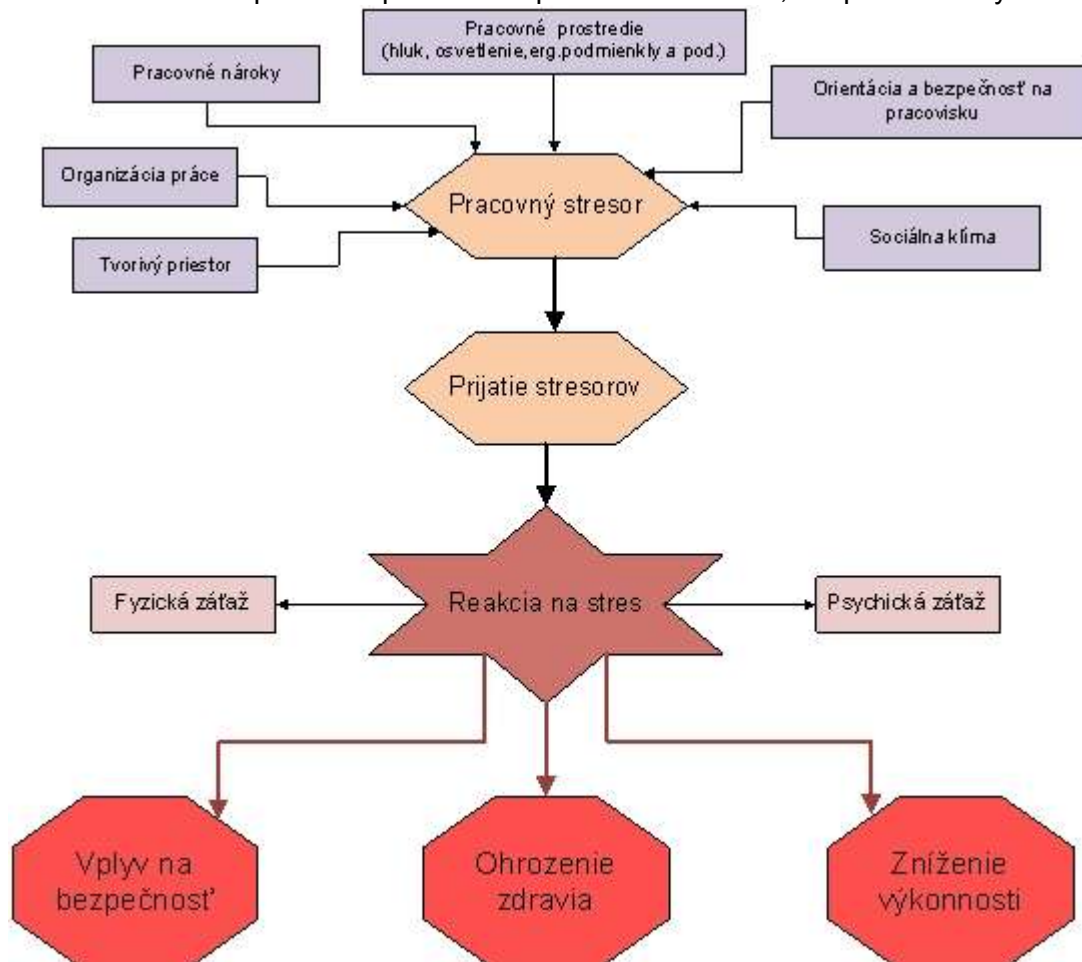 Pracovné prostredie
(hluk, osvetlenie,erg.podmienkly a pod.)
Pracovné nároky
Orientácia a bezpečnosť na
pracovisku
Organizácia práce
Pracovný stresor
Sociálna klíma
Tvorivý priestor
Prijatie stresorov
Fyzická záťaž
Reakcia na stres
Psychická záťaž
Vplyv na
bezpečnosť
Ohrozenie
zdravia
Zníženie
výkonnosti